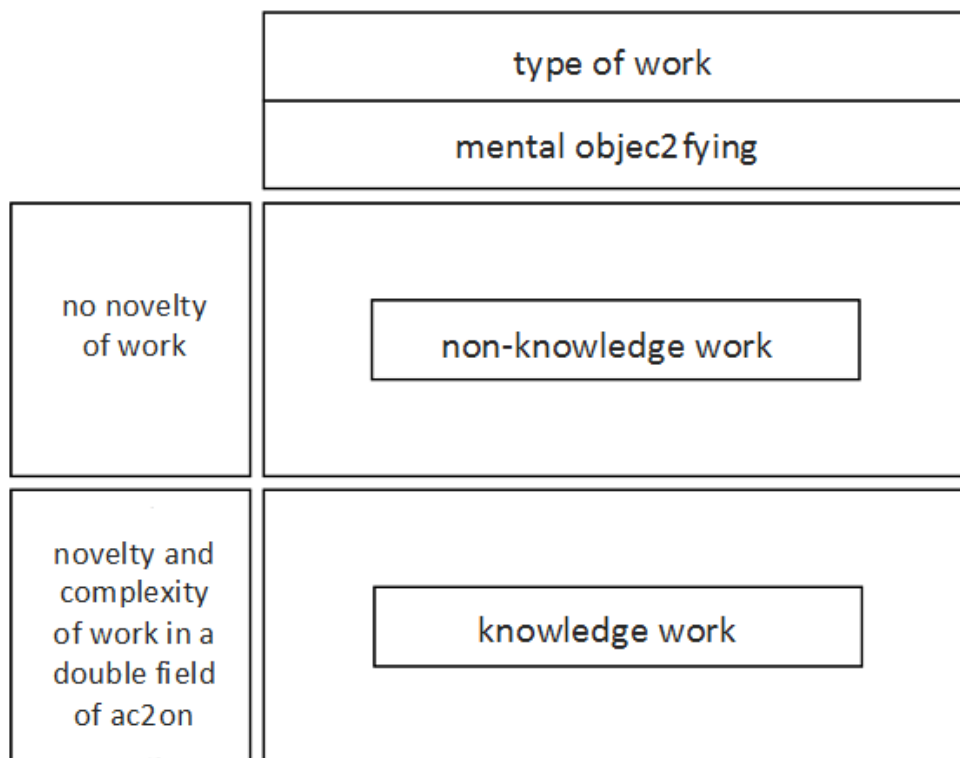 type of work
mental objec2fying
no novelty
of work
non-knowledge work
novelty and
complexity
of work in a
double field
of ac2on
knowledge work